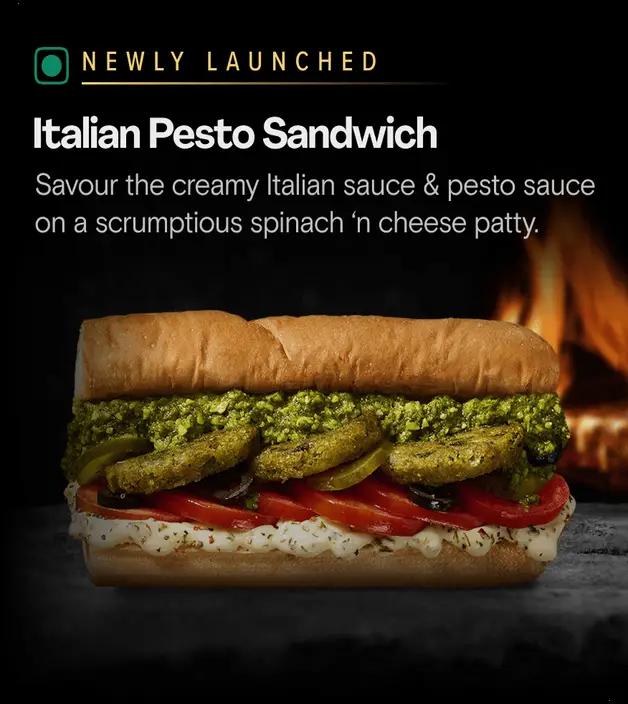 NEWLY LAUNCHED
Italian Pesto Sandwich
Savour the creamy Italian sauce & pesto sauce
on a scrumptious spinach ‘n cheese patty.